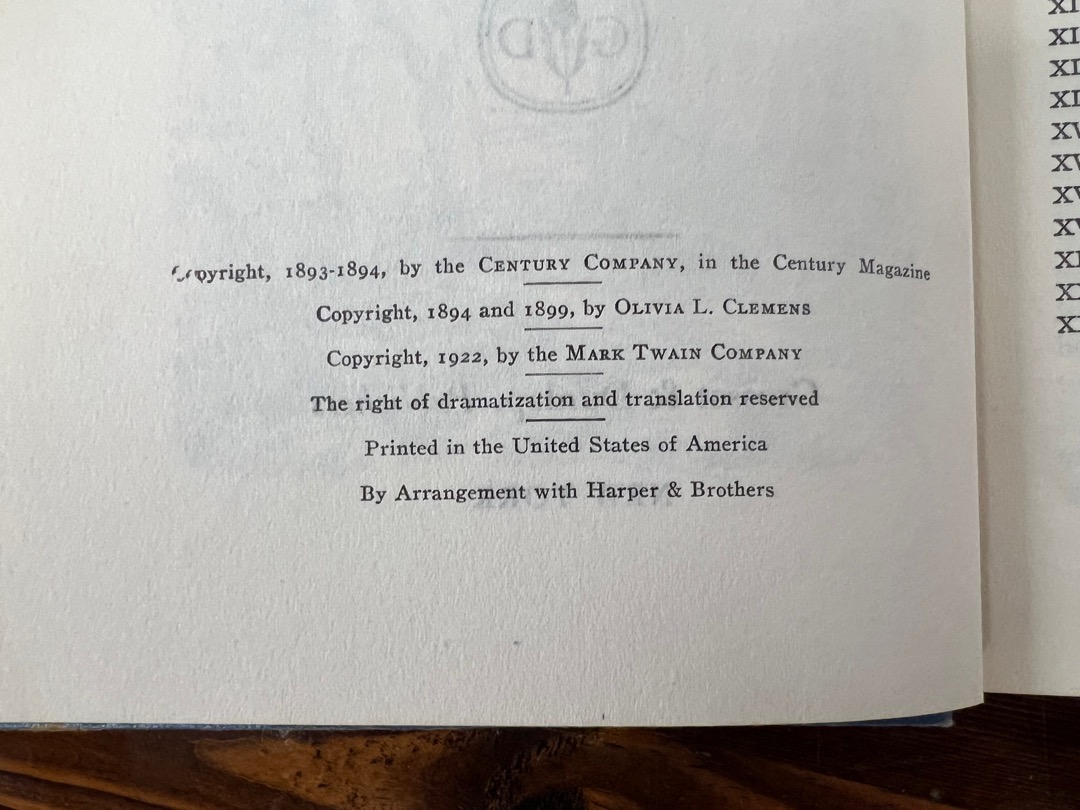 Copyright, 1893-1894, by the CENTURY COMPANY, in the Century Magazine
Copyright, 1894 and 1899, by OLIVIA L. CLEMENS
Copyright, 1922, by the MARK TWAIN COMPANY
The right of dramatization and translation reserved
Printed in the United States of America
By Arrangement with Harper & Brothers